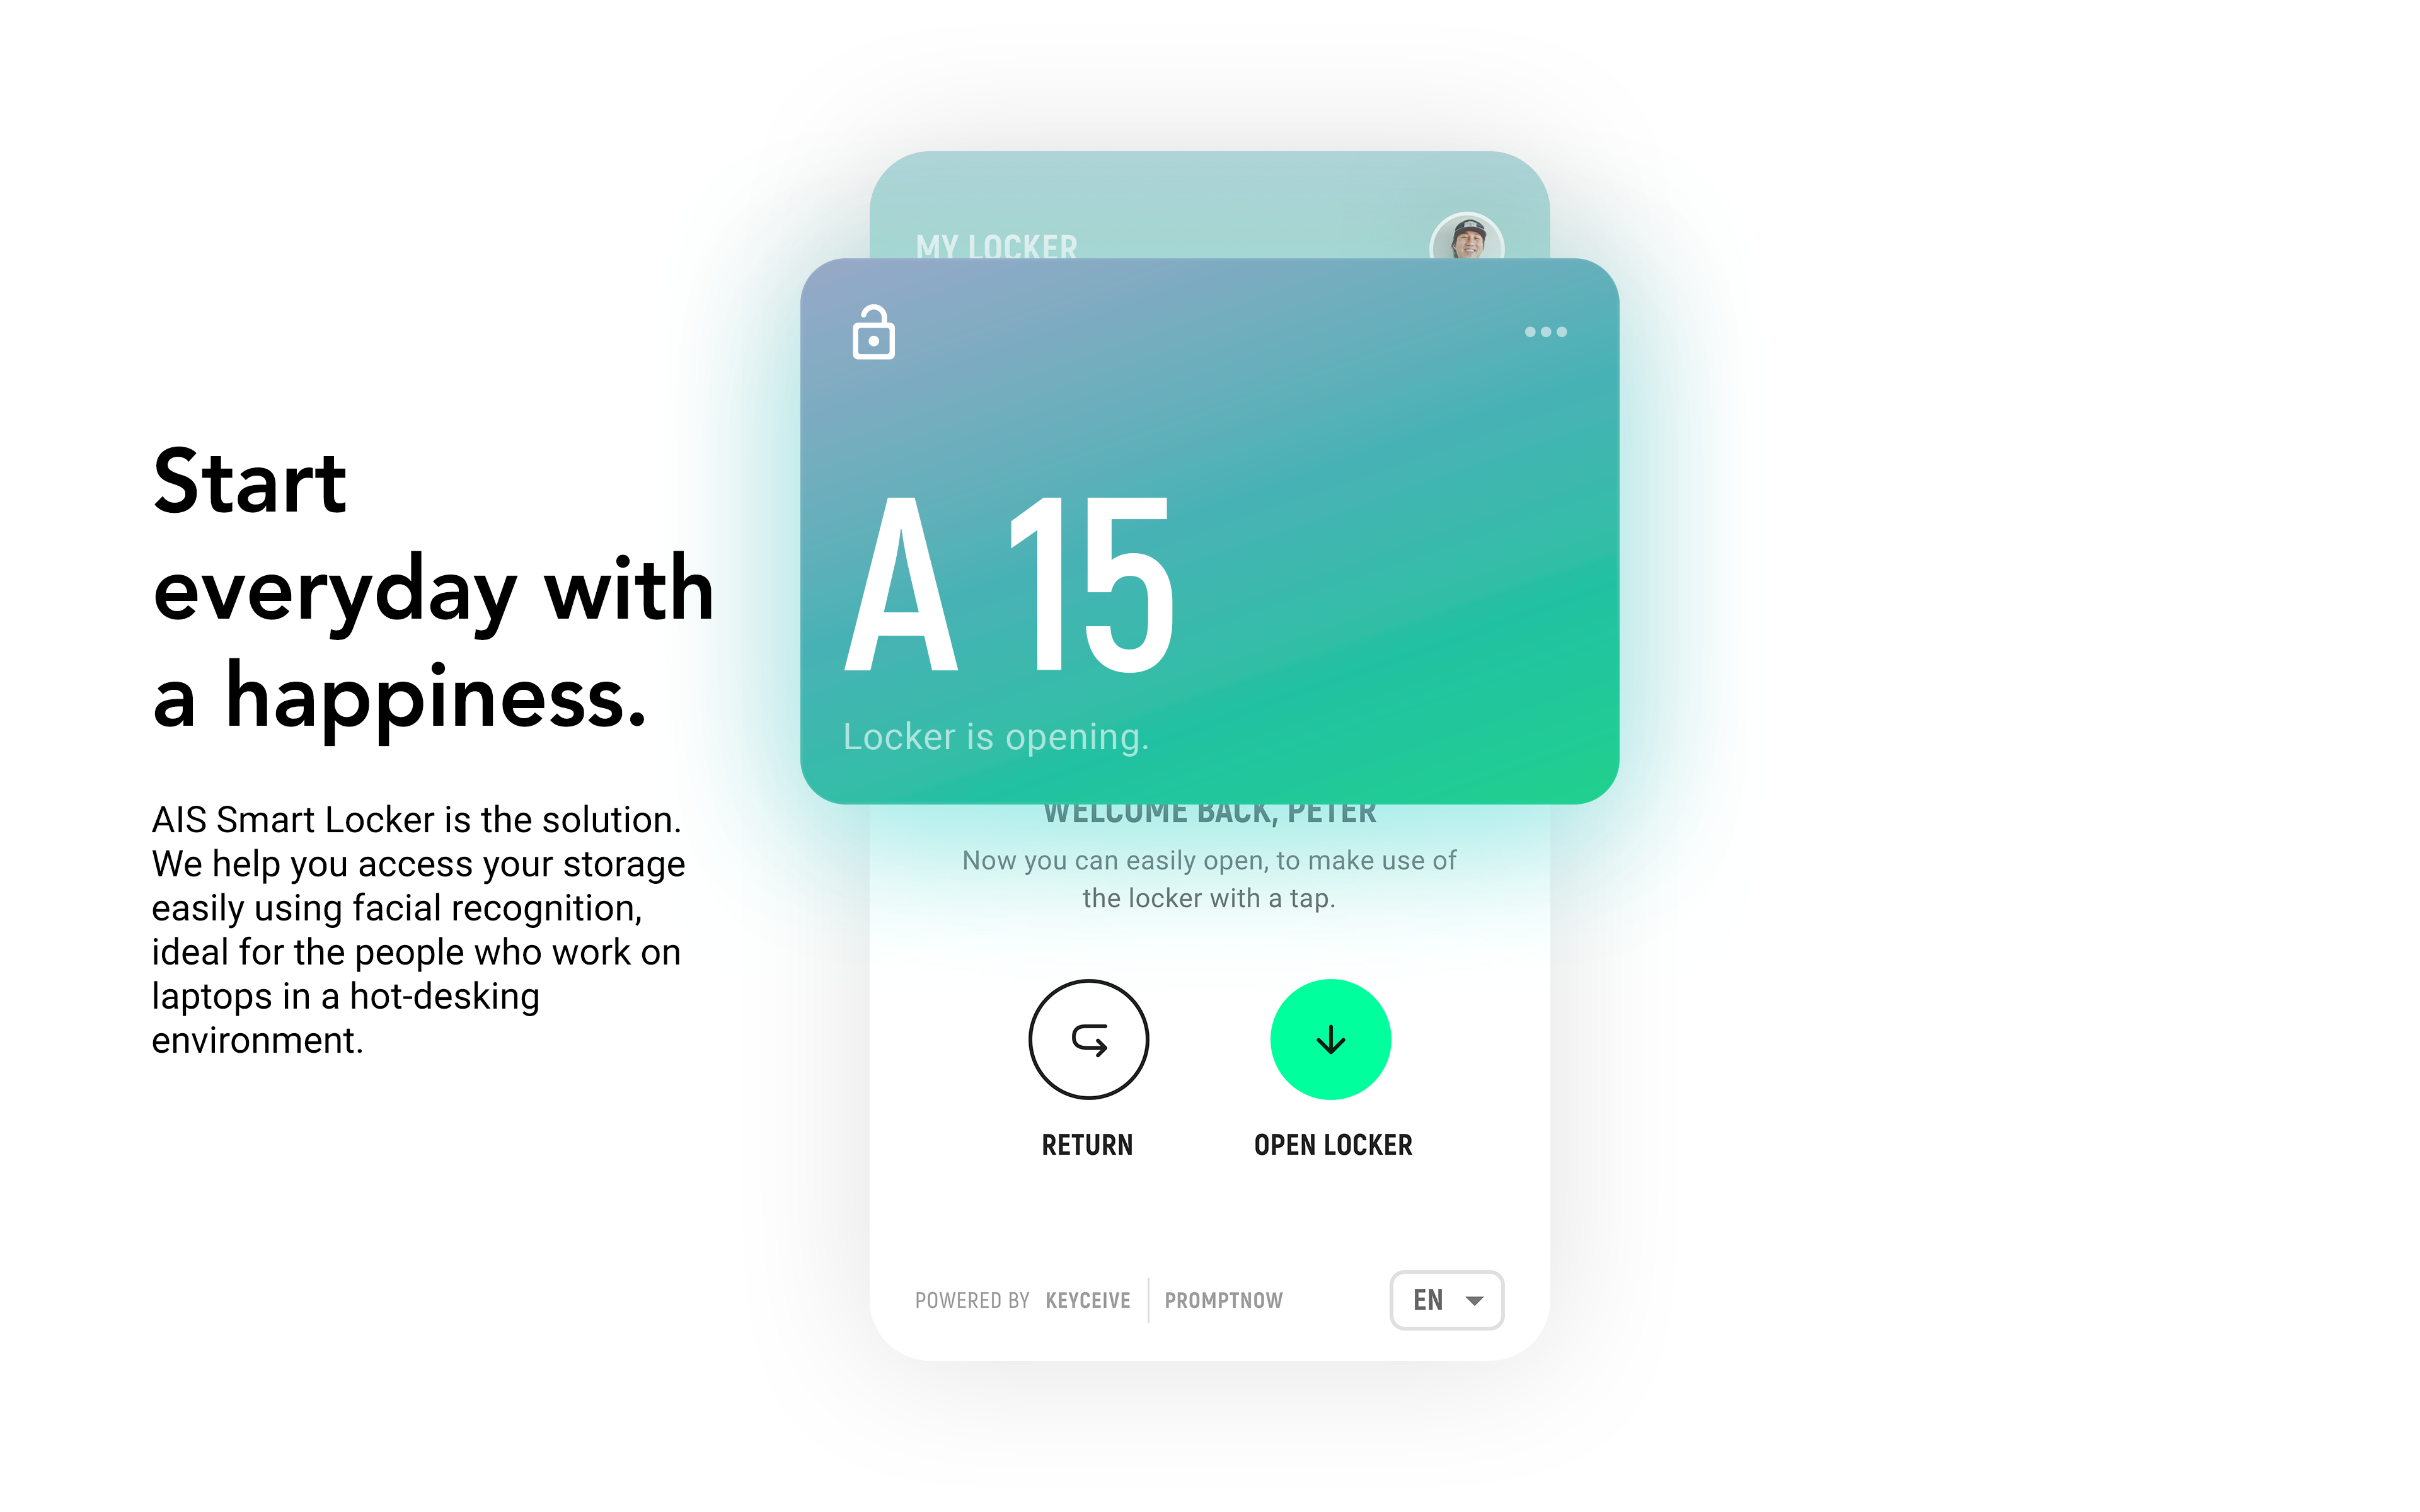 Start
everyday with
a happiness.
AIS Smart Locker is the solution.
We help you access your storage
easily using facial recognition,
ideal for the people who work on
laptops in a hot-desking
environment.
MY LOCKER
A 15
Locker is opening.
WELCOME BACK, PETER
Now you can easily open, to make use of
the locker with a tap.
RETURN
OPEN LOCKER
POWERED BY KEYCEIVE PROMPTNOW
EN